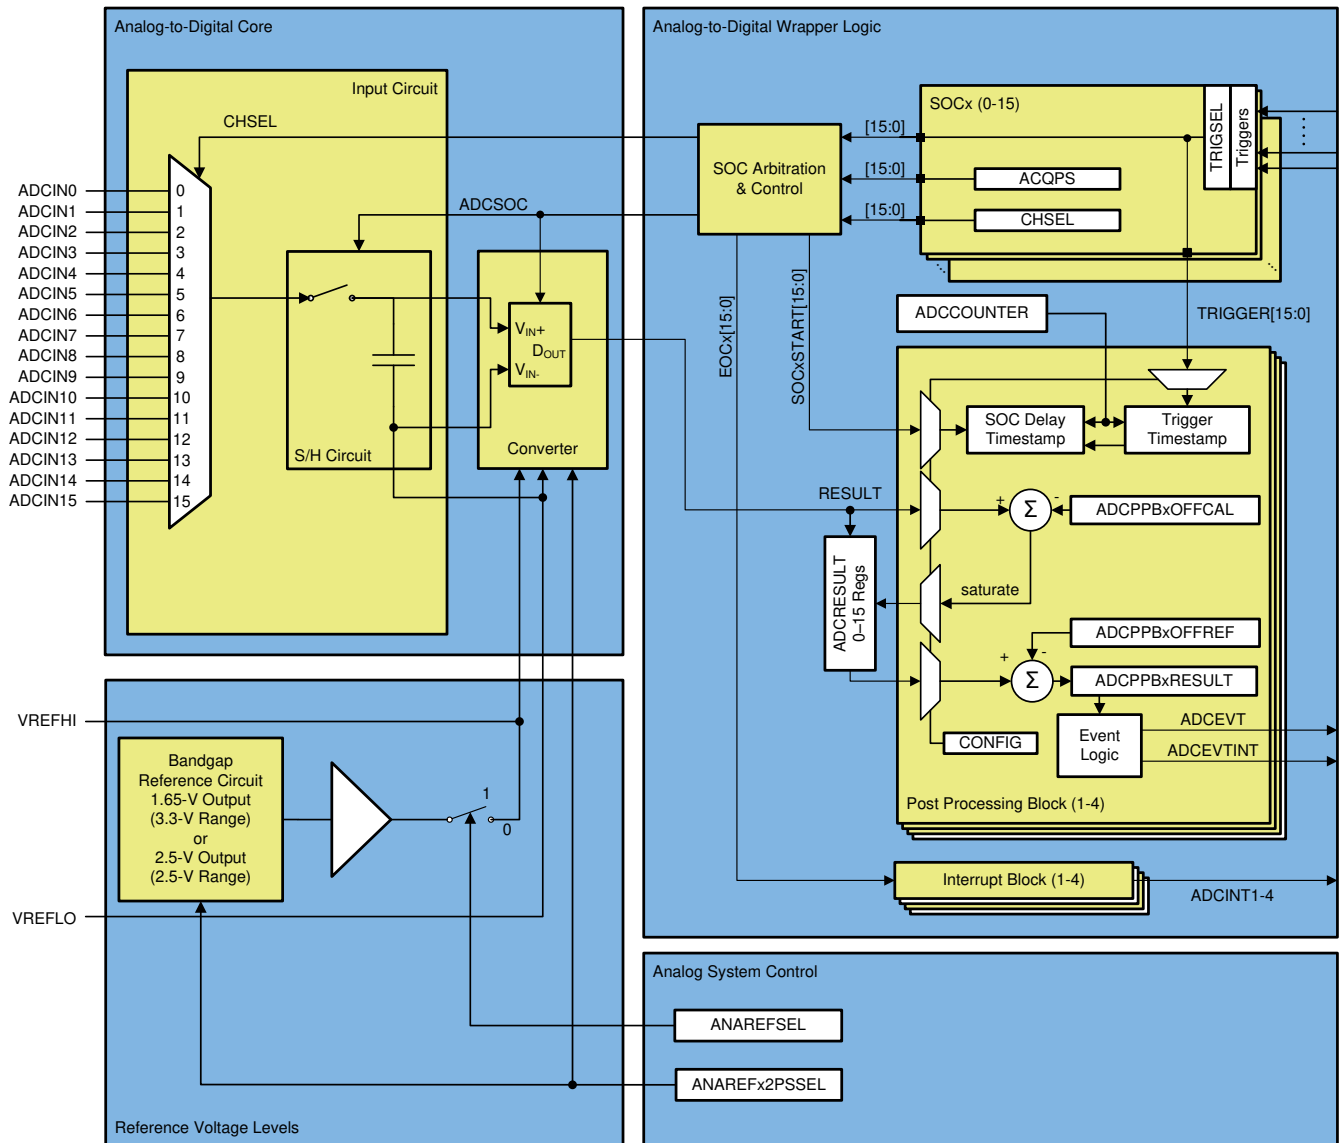 Analog-to-Digital Core
Input Circuit
CHSEL
ADCIN0
ADCIN1
ADCIN2
ADCIN3
ADCIN4
ADCIN5
ADCIN6
ADCIN7
ADCIN8
ADCIN9
ADCIN10
ADCIN11
ADCIN12
ADCIN13
ADCIN14
ADCIN15
0
1
2
3
4
5
6
7
8
9
10
11
12
13
14
15
ADCSOC
S/H Circuit
VIN+
DOUT
VIN-
Converter
Analog-to-Digital Wrapper Logic
SOC Arbitration
& Control
[15:0]
[15:0]
[15:0]
SOCx (0-15)
ACQPS
CHSEL
TRIGSEL
Triggers
EOCx[15:0]
SOCxSTART[15:0]
ADCCOUNTER
TRIGGER[15:0]
SOC Delay
Timestamp
Trigger
Timestamp
RESULT
+
Σ
-
ADCPPBxOFFCAL
ADCRESULT
0–15 Regs
saturate
ADCPPBxOFFREF
+
Σ
-
ADCPPBxRESULT
CONFIG
Event
Logic
ADCEVT
ADCEVTINT
Post Processing Block (1-4)
Interrupt Block (1-4)
ADCINT1-4
VREFHI
Bandgap
Reference Circuit
1.65-V Output
(3.3-V Range)
or
2.5-V Output
(2.5-V Range)
1
0
VREFLO
Reference Voltage Levels
Analog System Control
ANAREFSEL
ANAREFx2PSSEL